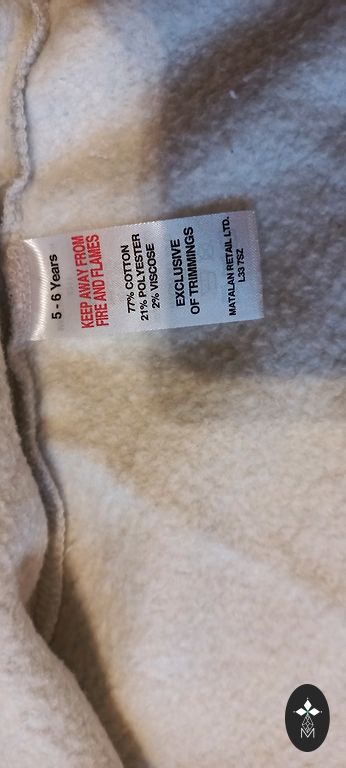 5 - 6 Years
KEEP AWAY FROM
FIRE AND FLAMES
77% COTTON
21% POLYESTER
2% VISCOSE
EXCLUSIVE
OF TRIMMINGS
MATALAN RETAIL LTD.
L33 7SZ
M